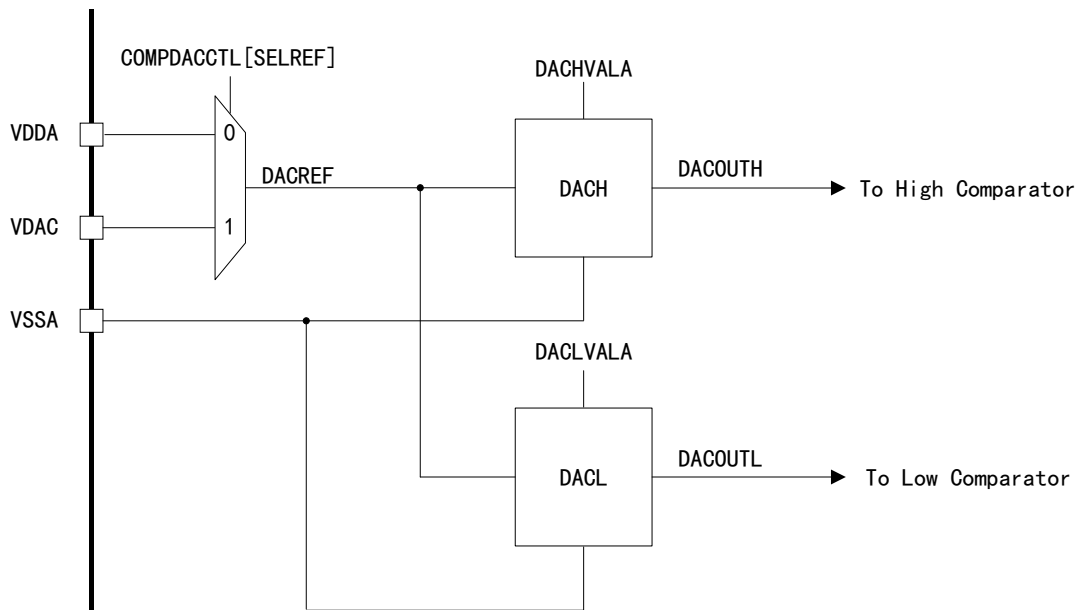 COMPDACCTL[SELREF]
DACHVALA
VDDA
0
DACREF
DACH
DACOUTH
To High Comparator
VDAC
1
VSSA
DACLVALA
DACL
DACOUTL
To Low Comparator